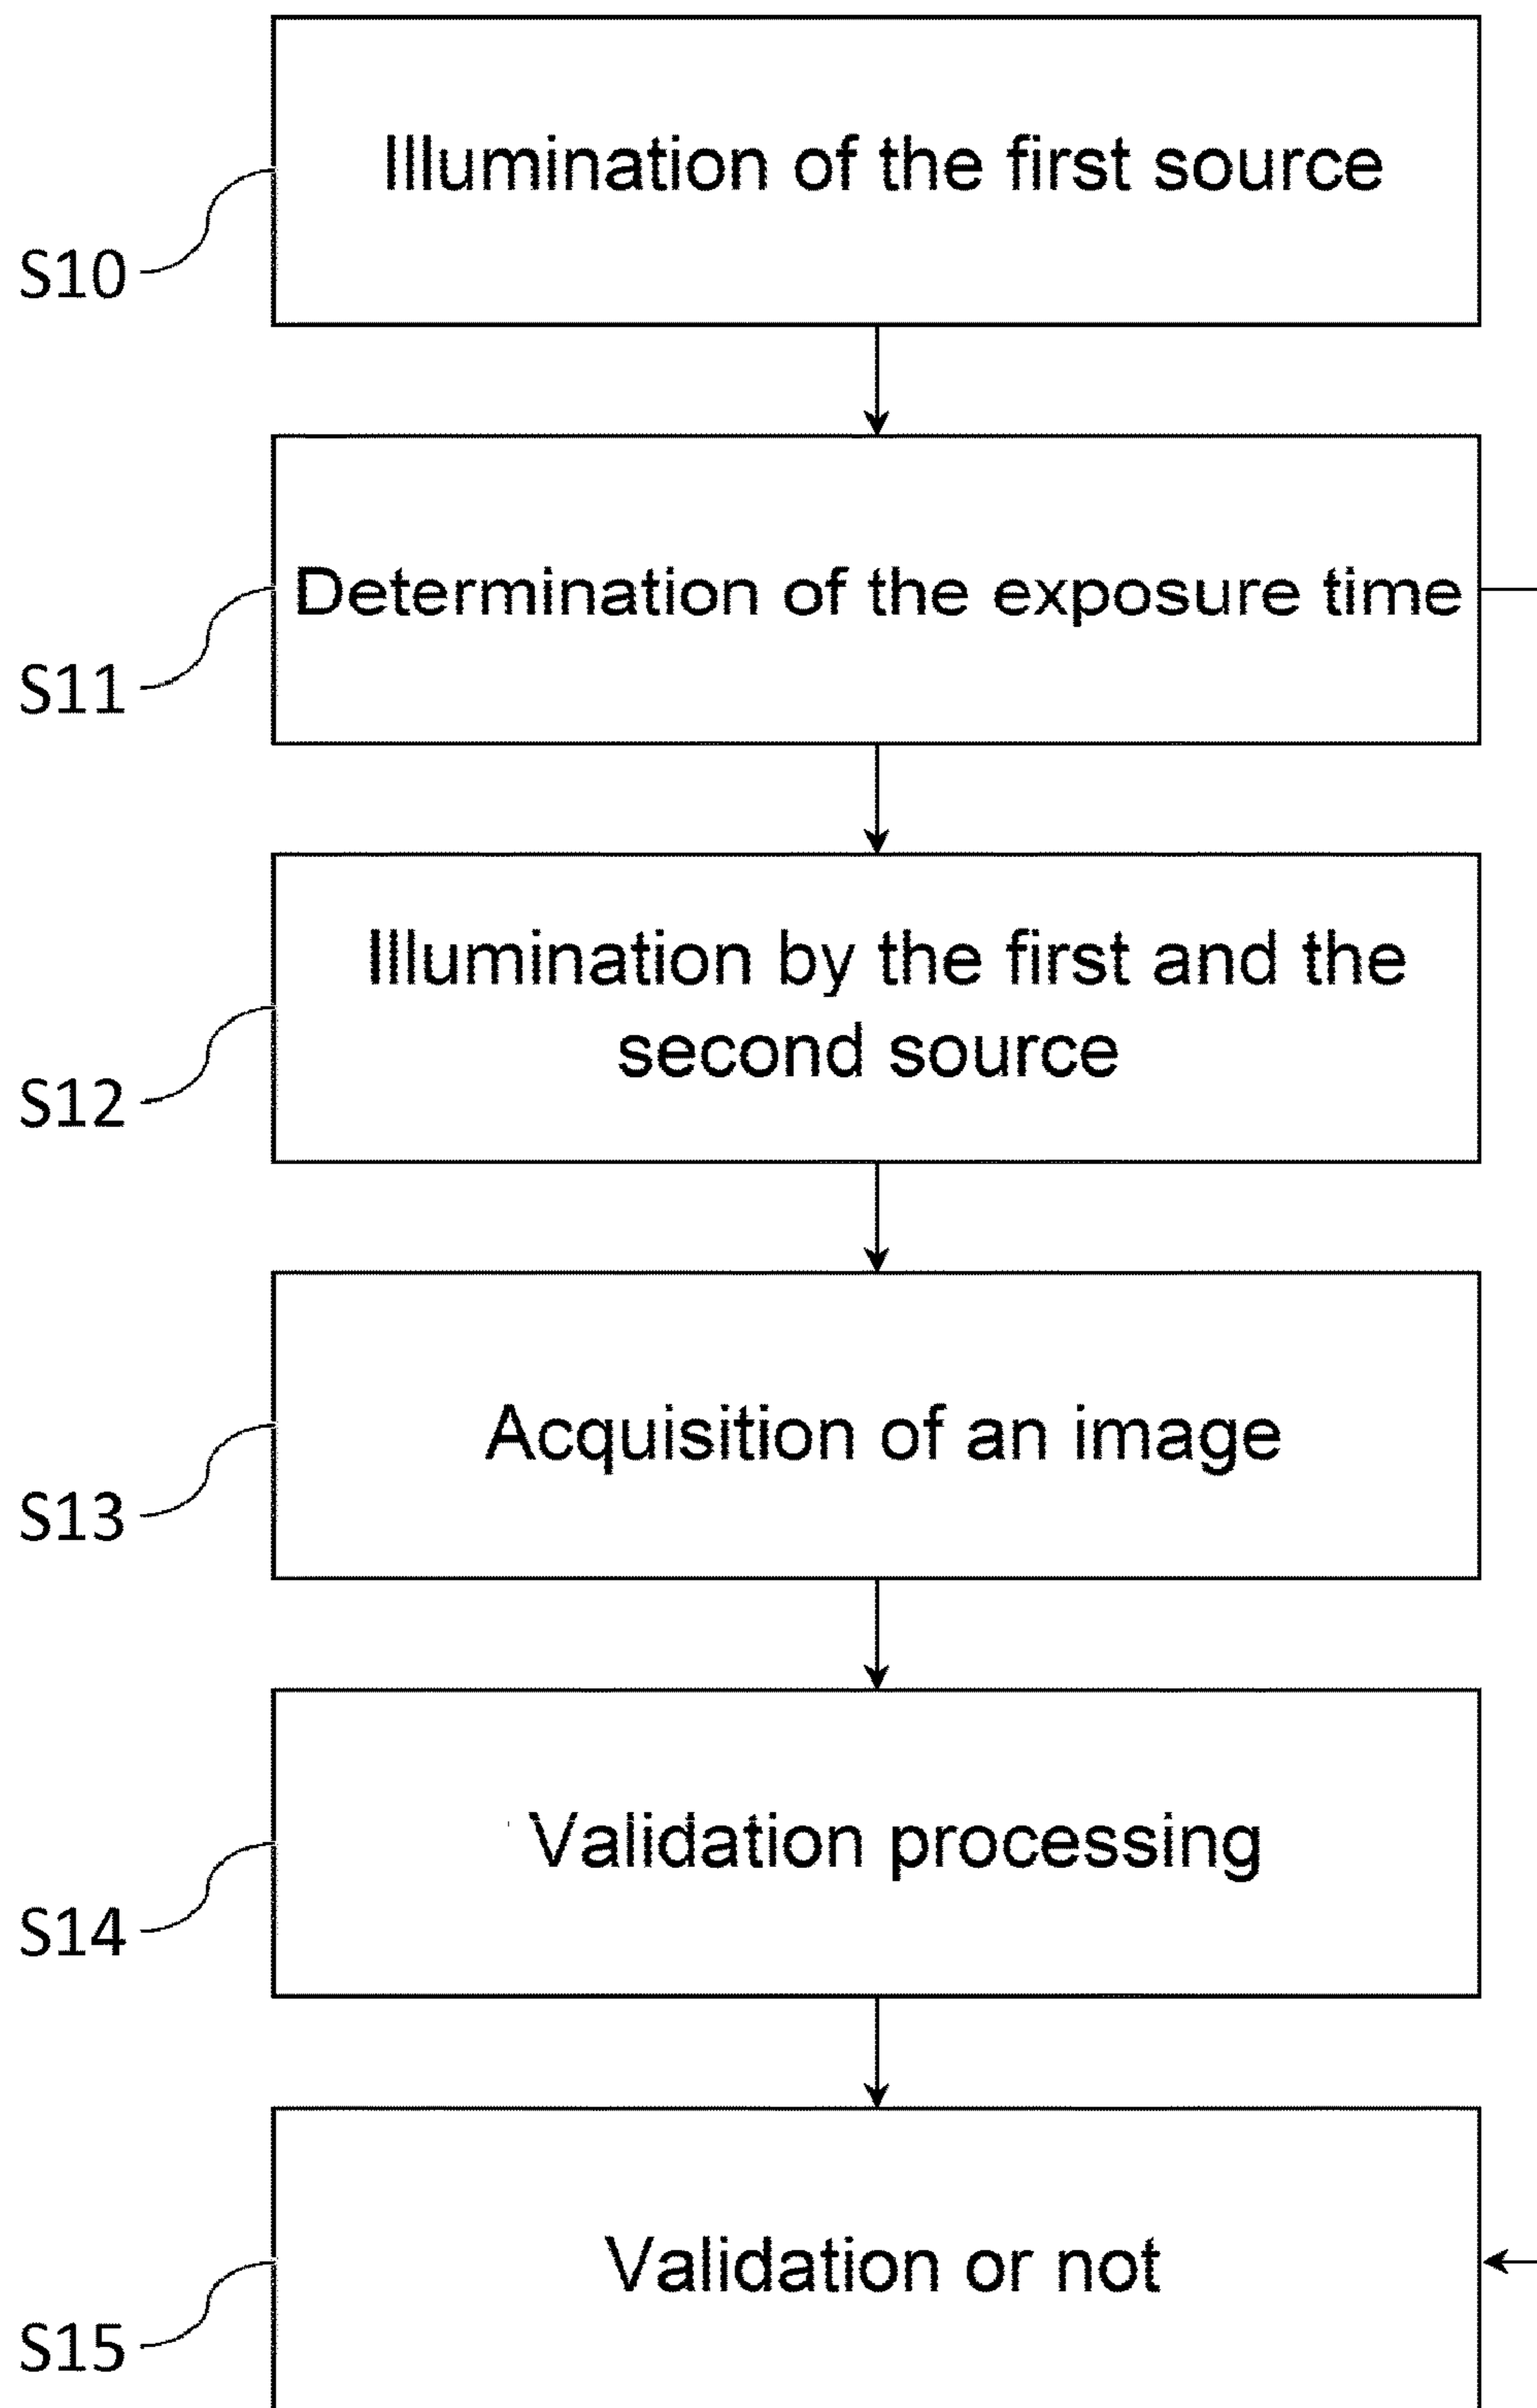 Illumination of the first source
S10
Determination of the exposure time
S11
Illumination by the first and the
second source
S12
Acquisition of an image
S13
Validation processing
S14
Validation or not
S15